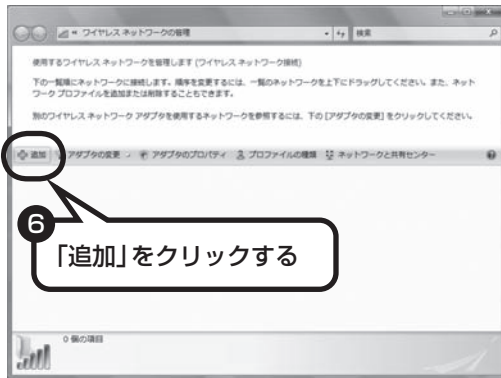 ワイヤレス ネットワークの管理
検索
使用するワイヤレス ネットワークを管理します (ワイヤレス ネットワーク接続)
下の一覧順にネットワークに接続します。順序を変更するには、一覧のネットワークを上下にドラッグしてください。また、ネット
ワーク プロファイルを追加または削除することもできます。
別のワイヤレス ネットワーク アダプタを使用するネットワークを参照するには、下の [アダプタの変更] をクリックしてください。
追加 アダプタの変更 アダプタのプロパティ プロファイルの種類 ネットワークと共有センター
6
「追加」をクリックする
0 個の項目